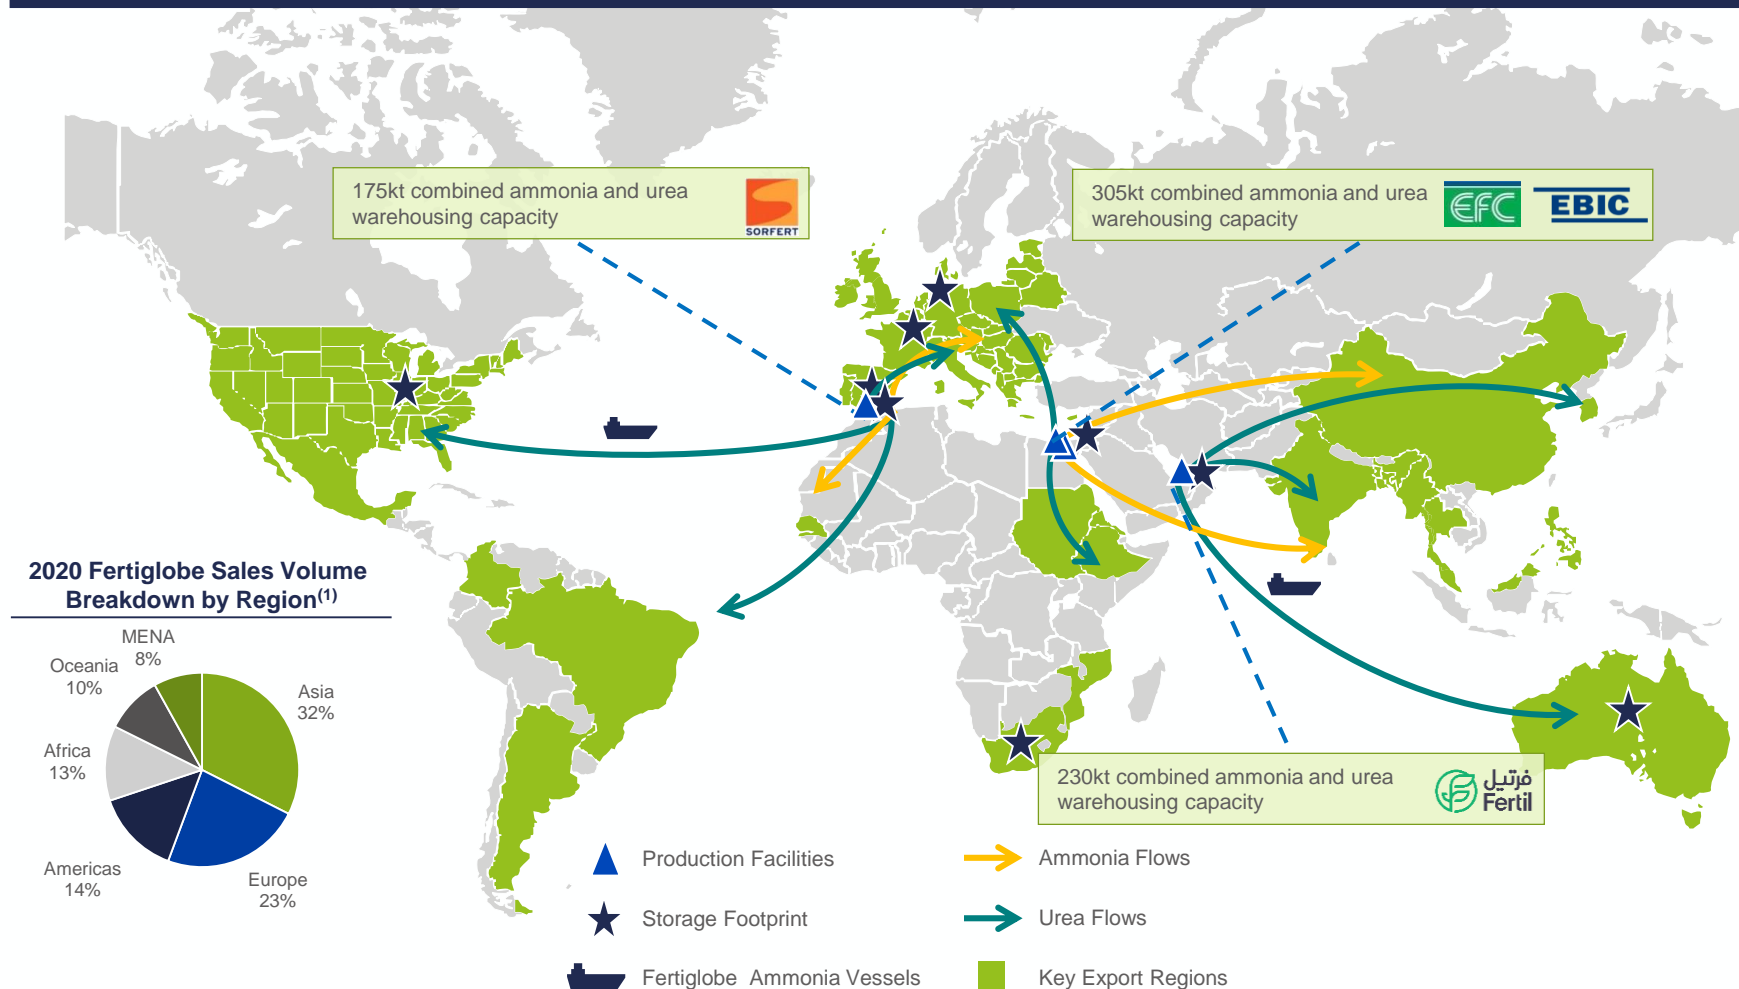 175kt combined ammonia and urea
warehousing capacity
SORFERT
305kt combined ammonia and urea
warehousing capacity
EFC
EBIC
2020 Fertiglobe Sales Volume
Breakdown by Region(1)
MENA
8%
Oceania
10%
Asia
32%
Africa
13%
Americas
14%
Europe
23%
230kt combined ammonia and urea
warehousing capacity
فرتيل
Fertil
Production Facilities
Ammonia Flows
Storage Footprint
Urea Flows
Fertiglobe Ammonia Vessels
Key Export Regions